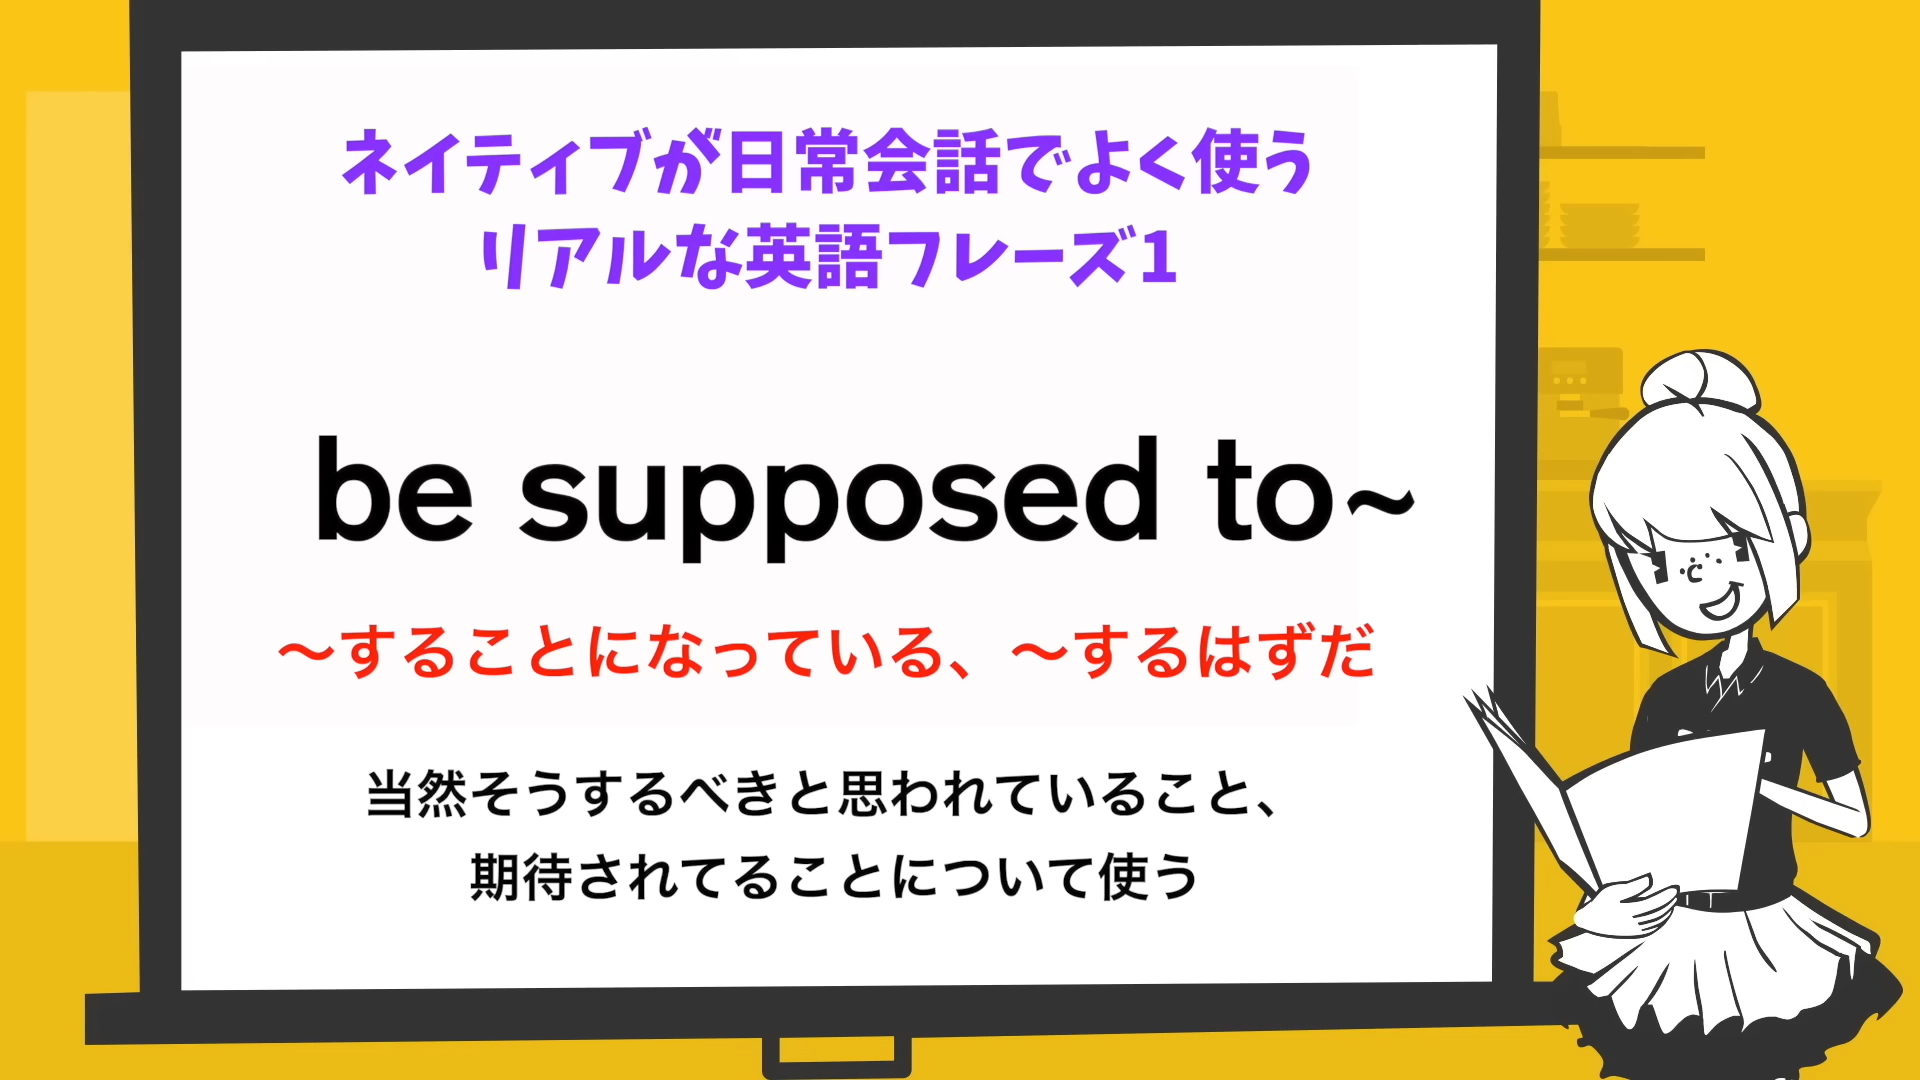 ネイティブが日常会話でよく使う
リアルな英語フレーズ1
be supposed to~
〜することになっている、〜するはずだ
当然そうするべきと思われていること、
期待されてることについて使う